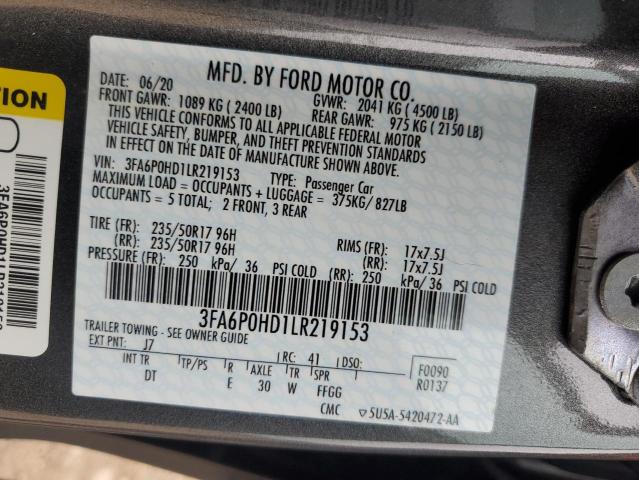 MFD. BY FORD MOTOR CO.
DATE: 06/20 GVWR: 2041 KG (4500 LB)
FRONT GAWR: 1089 KG (2400 LB) REAR GAWR: 975 KG (2150 LB)
THIS VEHICLE CONFORMS TO ALL APPLICABLE FEDERAL MOTOR
VEHICLE SAFETY, BUMPER, AND THEFT PREVENTION STANDARDS
IN EFFECT ON THE DATE OF MANUFACTURE SHOWN ABOVE.
VIN: 3FA6P0HD1LR219153 TYPE: Passenger Car
MAXIMUM LOAD = OCCUPANTS + LUGGAGE = 375KG/827LB
OCCUPANTS = 5 TOTAL; 2 FRONT, 3 REAR
TIRE (FR): 235/50R17 96H RIMS (FR): 17x7.5J
(RR): 235/50R17 96H (RR): 17x7.5J
PRESSURE (FR): 250 kPa/ 36 PSI COLD (RR): 250 kPa/ 36 PSI COLD
3FA6P0HD1LR219153
TRAILER TOWING - SEE OWNER GUIDE
EXT PNT: J7 RC: 41 DSO:
INT TR TP/PS R AXLE TR SPR F0090
DT E 30 W FFGG R0137
CMC ▽5U5A-5420472-AA
TION
3FA6P0HD1LR219153